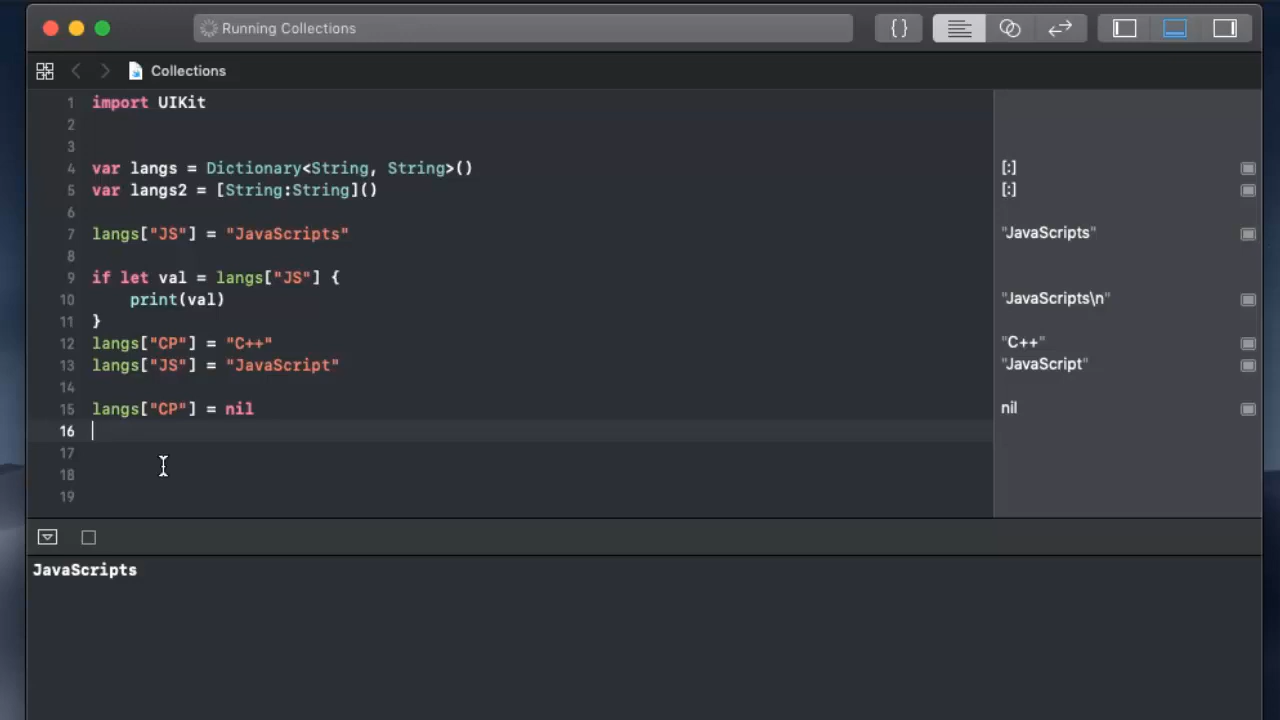 Running Collections
{ }
Collections
1 import UIKit
2
3
4 var langs = Dictionary<String, String>() [:]
5 var langs2 = [String:String]() [:]
6
7 langs["JS"] = "JavaScripts" "JavaScripts"
8
9 if let val = langs["JS"] {
10     print(val) "JavaScripts\n"
11 }
12 langs["CP"] = "C++" "C++"
13 langs["JS"] = "JavaScript" "JavaScript"
14
15 langs["CP"] = nil nil
16
17
18
19
JavaScripts